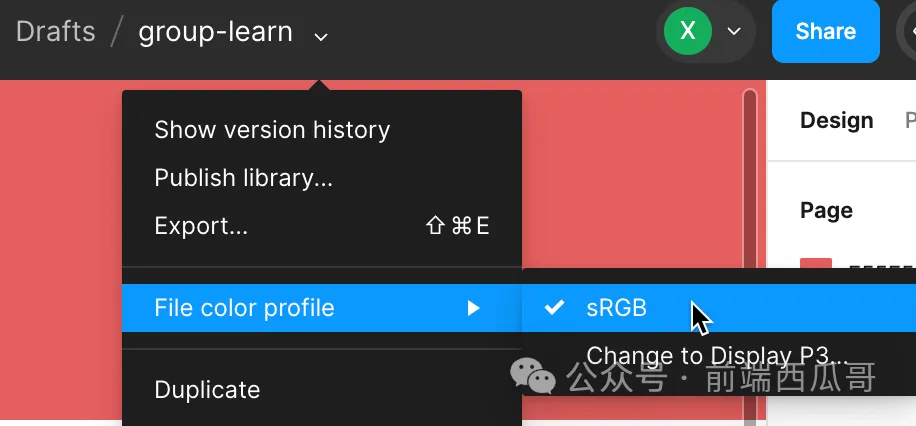 Drafts / group-learn
X
Share
Design
Page
Show version history
Publish library...
Export... ⇧⌘E
File color profile
sRGB
Change to Display P3...
Duplicate
公众号 · 前端西瓜哥